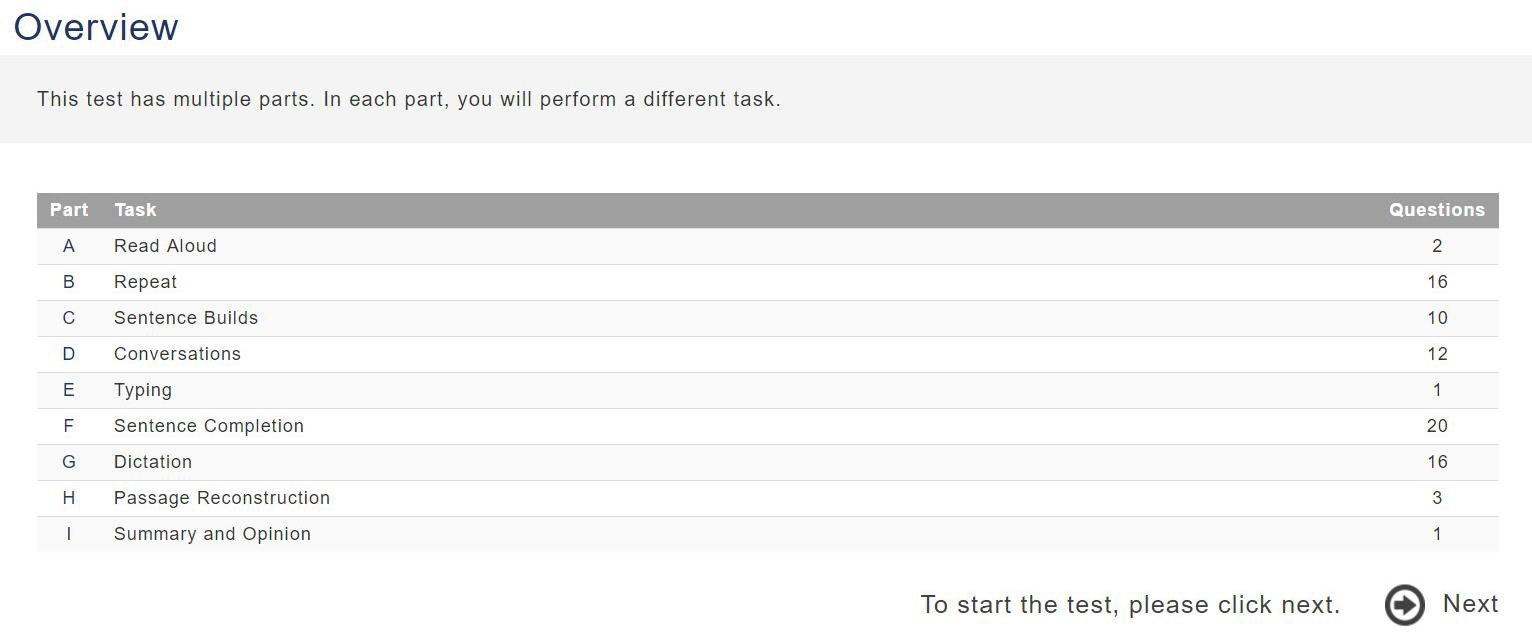 Overview
This test has multiple parts. In each part, you will perform a different task.
Part Task Questions
A Read Aloud 2
B Repeat 16
C Sentence Builds 10
D Conversations 12
E Typing 1
F Sentence Completion 20
G Dictation 16
H Passage Reconstruction 3
I Summary and Opinion 1
To start the test, please click next. Next